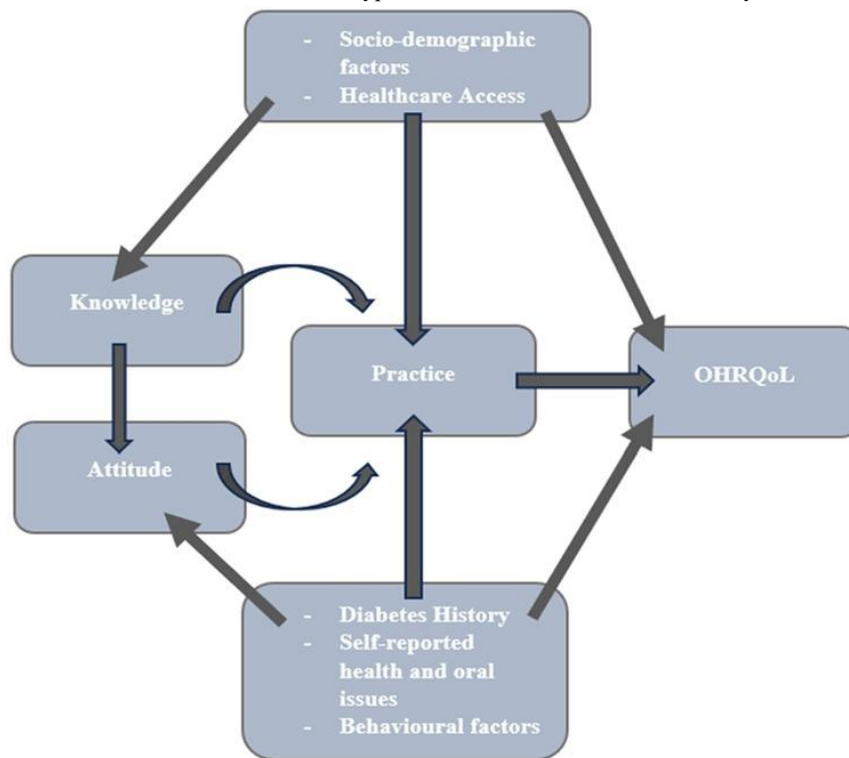 - Socio-demographic
factors
- Healthcare Access
Knowledge
Practice
OHRQoL
Attitude
- Diabetes History
- Self-reported
health and oral
issues
- Behavioural factors